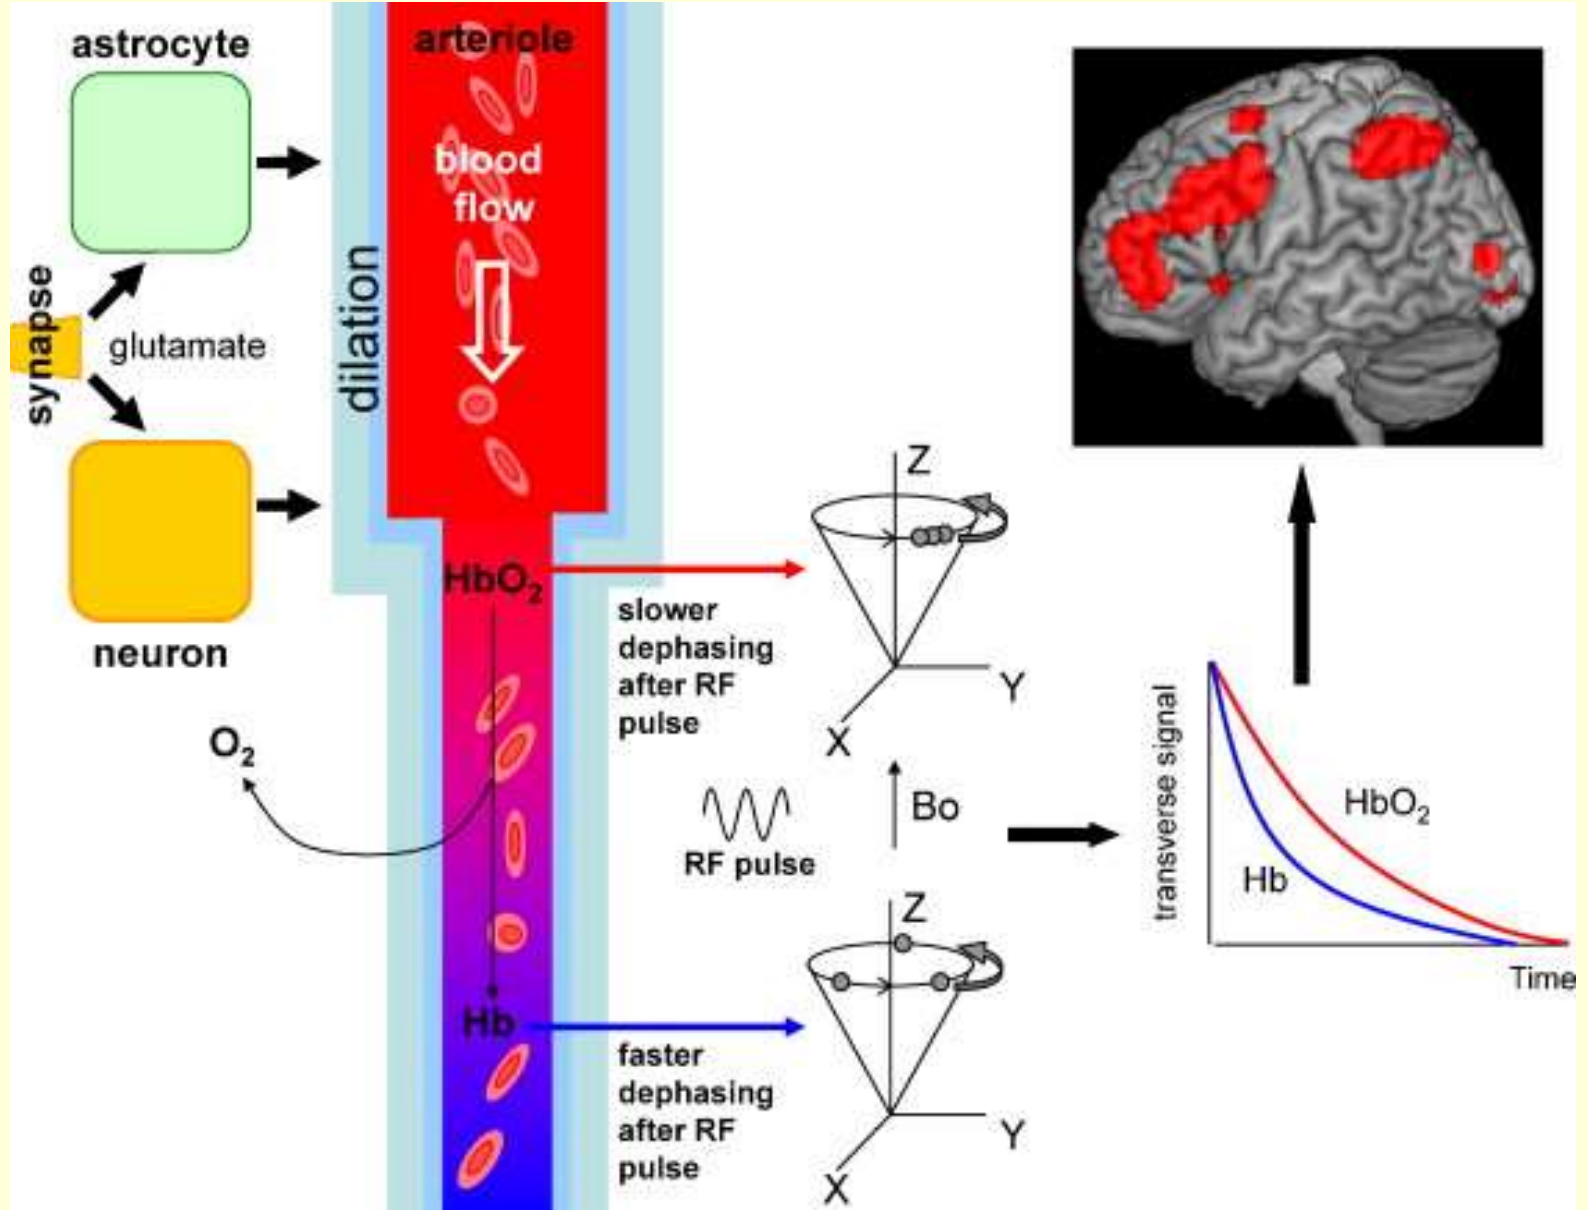 astrocyte
arteriole
blood
flow
synapse
glutamate
dilation
neuron
HbO₂
slower
dephasing
after RF
pulse
Z
Y
X
O₂
RF pulse
Bo
Hb
faster
dephasing
after RF
pulse
Z
Y
X
transverse signal
HbO₂
Hb
Time